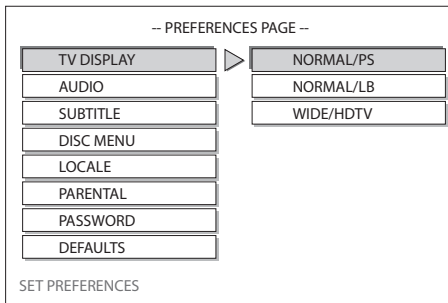 -- PREFERENCES PAGE --
TV DISPLAY
AUDIO
SUBTITLE
DISC MENU
LOCALE
PARENTAL
PASSWORD
DEFAULTS
NORMAL/PS
NORMAL/LB
WIDE/HDTV
SET PREFERENCES